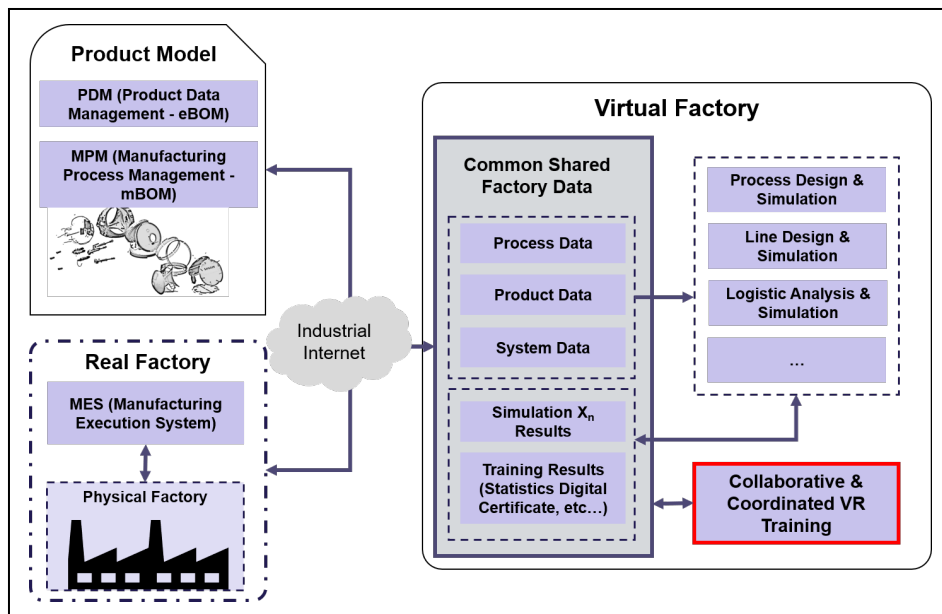 Product Model
PDM (Product Data
Management - eBOM)
MPM (Manufacturing
Process Management -
mBOM)
Real Factory
MES (Manufacturing
Execution System)
Physical Factory
Industrial
Internet
Virtual Factory
Common Shared
Factory Data
Process Data
Product Data
System Data
Simulation Xn
Results
Training Results
(Statistics Digital
Certificate, etc…)
Process Design &
Simulation
Line Design &
Simulation
Logistic Analysis &
Simulation
…
Collaborative &
Coordinated VR
Training